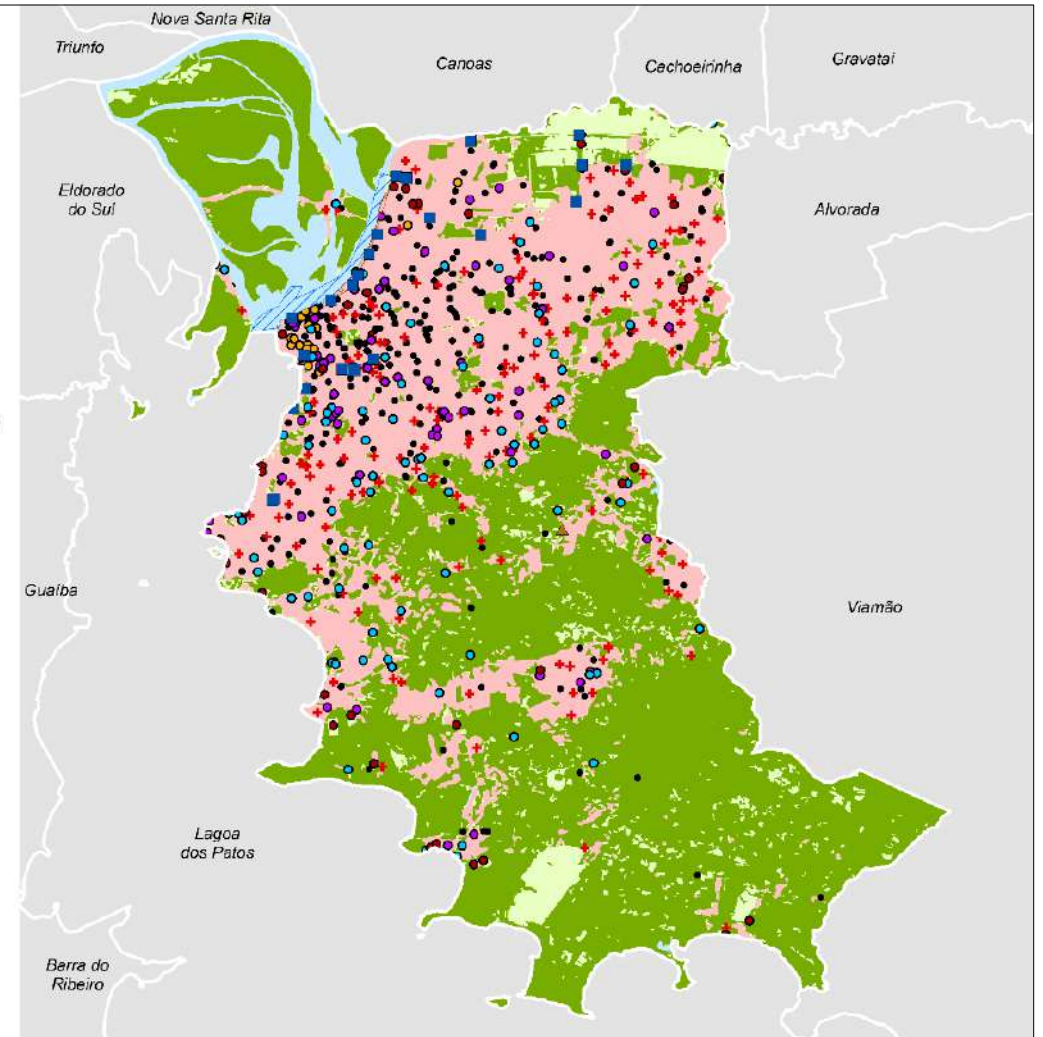 Nova Santa Rita
Triunfo
Canoas
Cachoeirinha
Gravataí
Eldorado
do Sul
Alvorada
Guaíba
Viamão
Lagoa
dos Patos
Barra do
Ribeiro